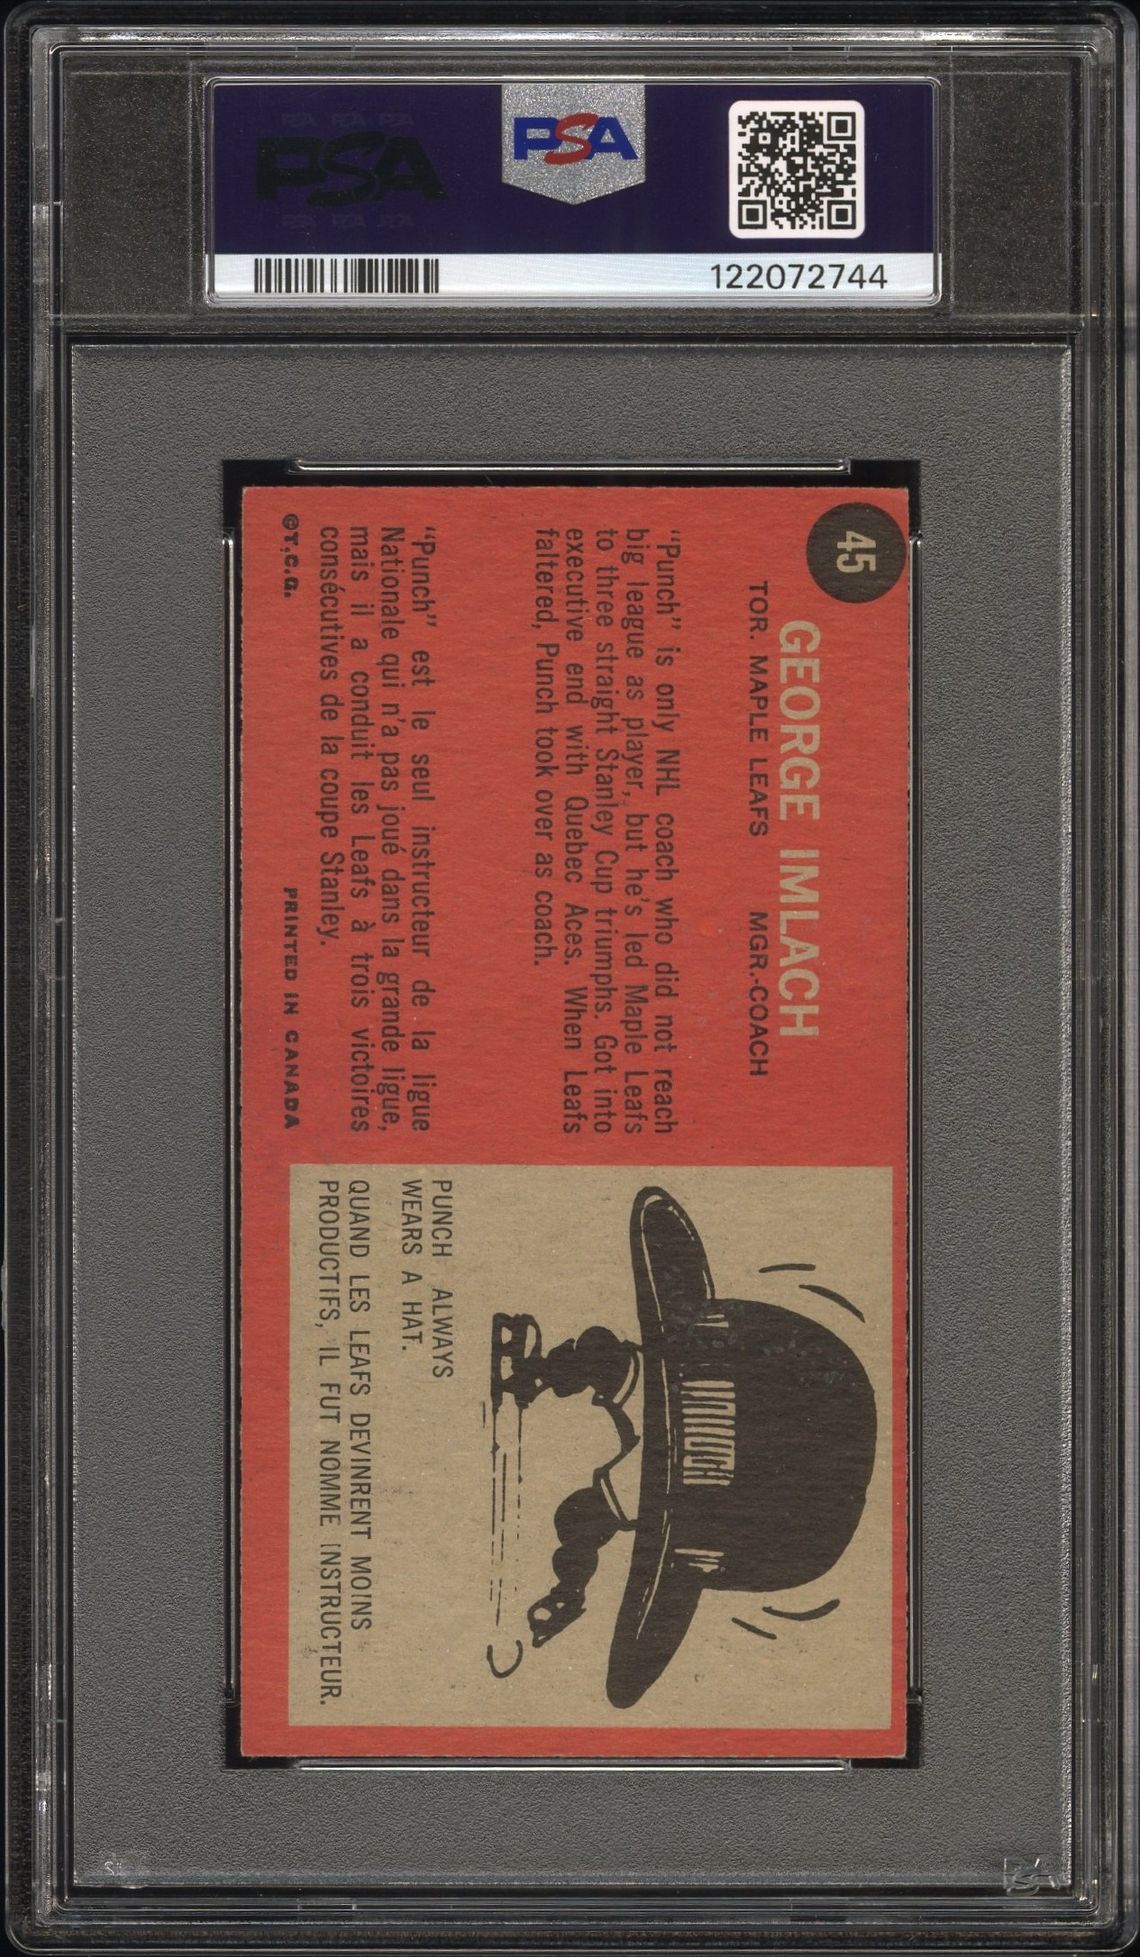 PSA
PSA
122072744
45
GEORGE IMLACH
TOR. MAPLE LEAFS MGR.-COACH
"Punch" is only NHL coach who did not reach
big league as player, but he's led Maple Leafs
to three straight Stanley Cup triumphs. Got into
executive end with Quebec Aces. When Leafs
faltered, Punch took over as coach.
"Punch" est le seul instructeur de la ligue
Nationale qui n'a pas joué dans la grande ligue,
mais il a conduit les Leafs à trois victoires
consécutives de la coupe Stanley.
©T.C.G. PRINTED IN CANADA
PUNCH ALWAYS
WEARS A HAT.
QUAND LES LEAFS DEVINRENT MOINS
PRODUCTIFS, IL FUT NOMME INSTRUCTEUR.